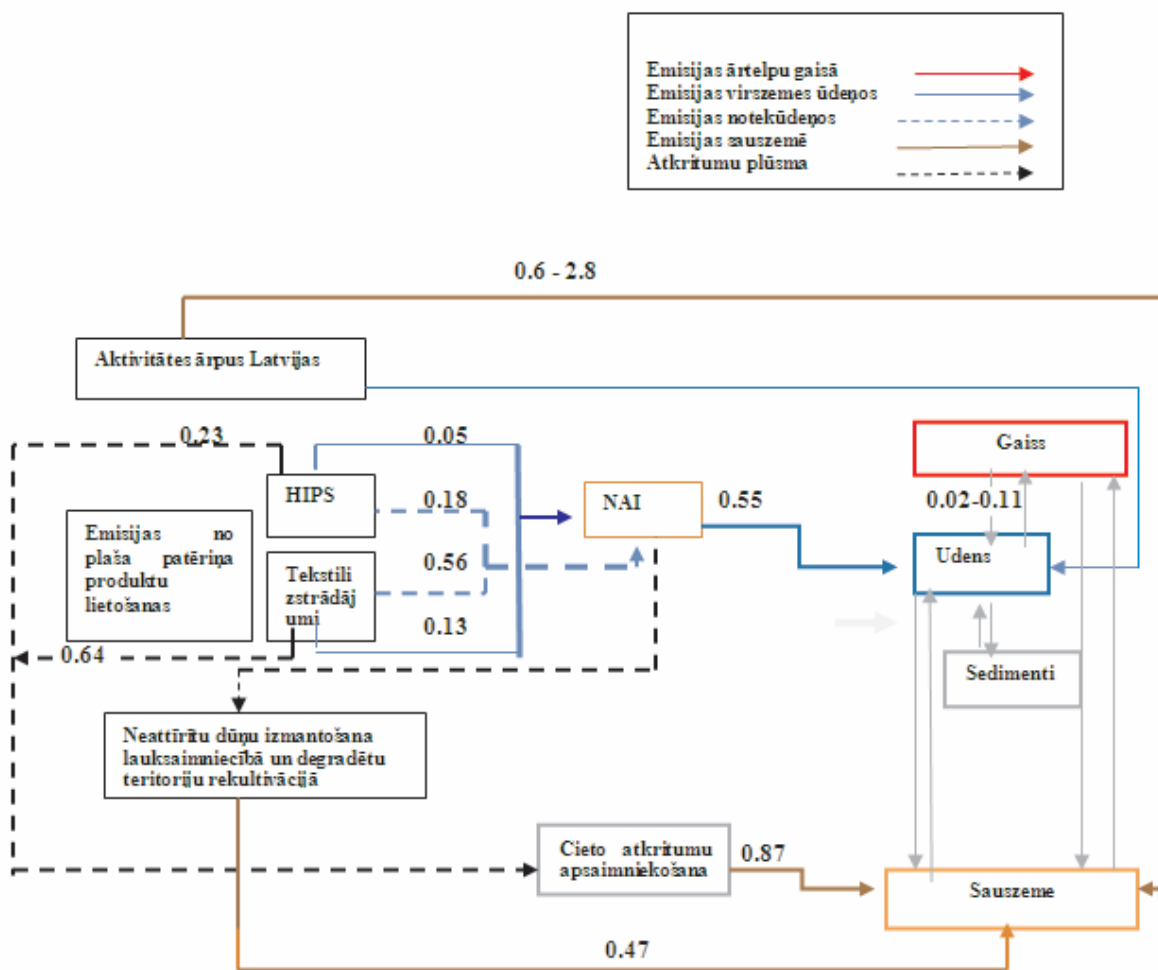 Emisijas ārtelpu gaisā
Emisijas virszemes ūdeņos
Emisijas notekūdeņos
Emisijas sauszemē
Atkritumu plūsma
0.6 - 2.8
Aktivitātes ārpus Latvijas
0.23
0.05
Gaiss
HIPS
0.18
NAI
0.55
0.02-0.11
Emisijas no
plaša patēriņa
produktu
lietošanas
0.56
Udens
Tekstili
zstrādāj
umi
0.13
0.64
Sedimenti
Neattīrītu dūņu izmantošana
lauksaimniecībā un degradētu
teritoriju rekultivācijā
Cieto atkritumu
apsaimniekošana
0.87
Sauszeme
0.47